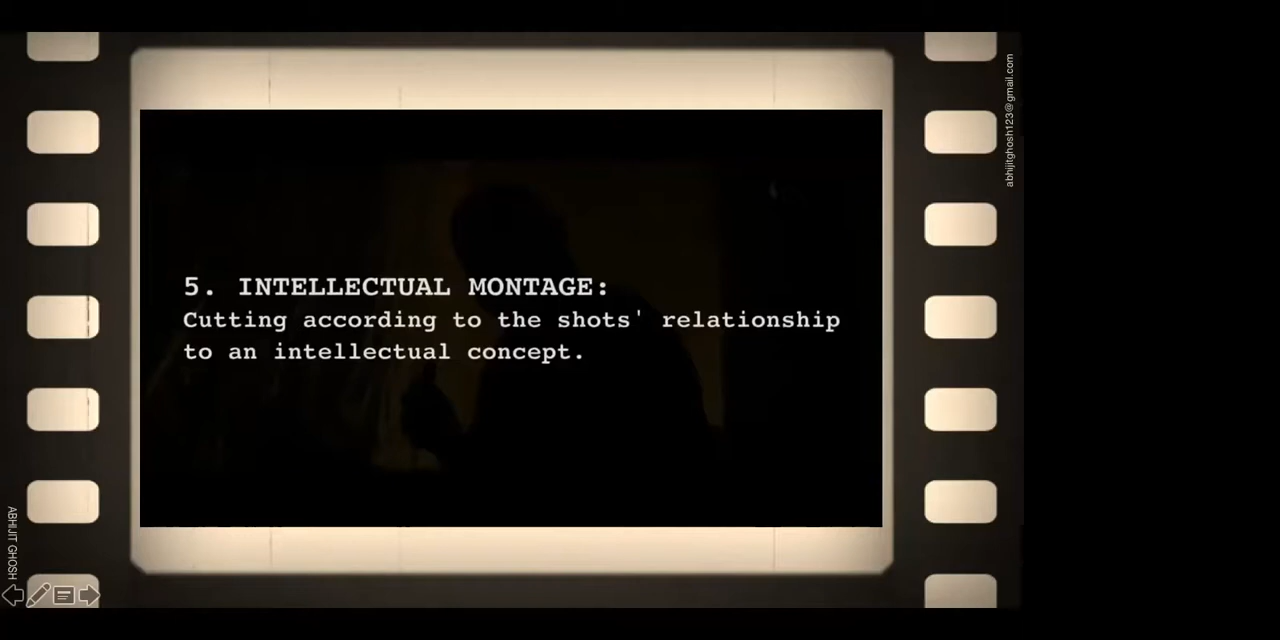 abhijitghosh123@gmail.com
5. INTELLECTUAL MONTAGE:
Cutting according to the shots' relationship
to an intellectual concept.
ABHIJIT GHOSH